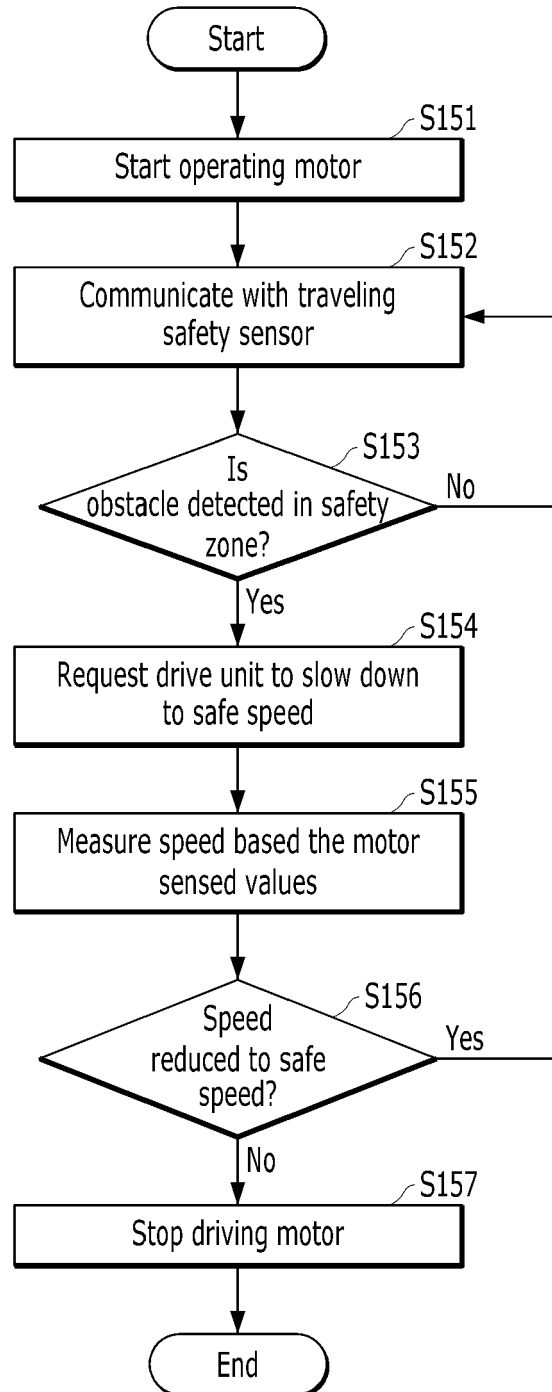 Start
S151
Start operating motor
S152
Communicate with traveling
safety sensor
S153
Is
obstacle detected in safety
zone?
No
Yes
S154
Request drive unit to slow down
to safe speed
S155
Measure speed based the motor
sensed values
S156
Speed
reduced to safe
speed?
Yes
No
S157
Stop driving motor
End